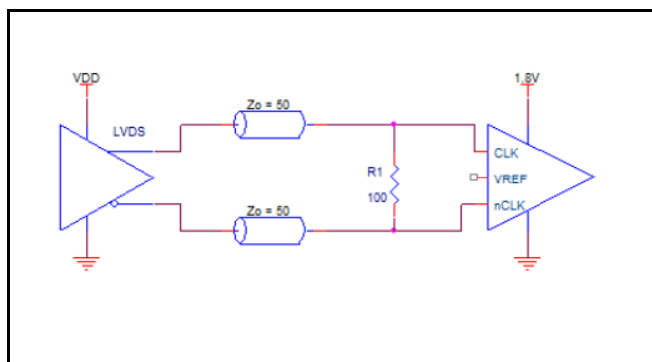 VDD
LVDS
Zo = 50
Zo = 50
R1
100
1.8V
CLK
VREF
nCLK